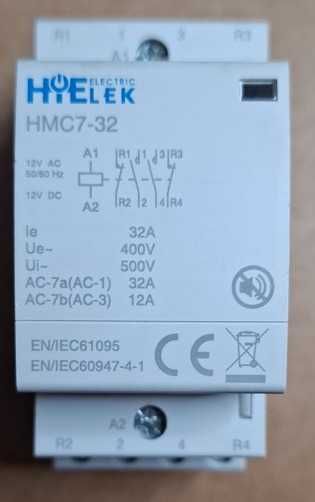 R1 1 3 R3
A1
HYELEK ELECTRIC
HMC7-32
12V AC
50/60 Hz
12V DC
A1 R1 1 3 R3
A2 R2 2 4 R4
Ie 32A
Ue~ 400V
Ui~ 500V
AC-7a(AC-1) 32A
AC-7b(AC-3) 12A
EN/IEC61095
EN/IEC60947-4-1
CE
A2
R2 2 4 R4